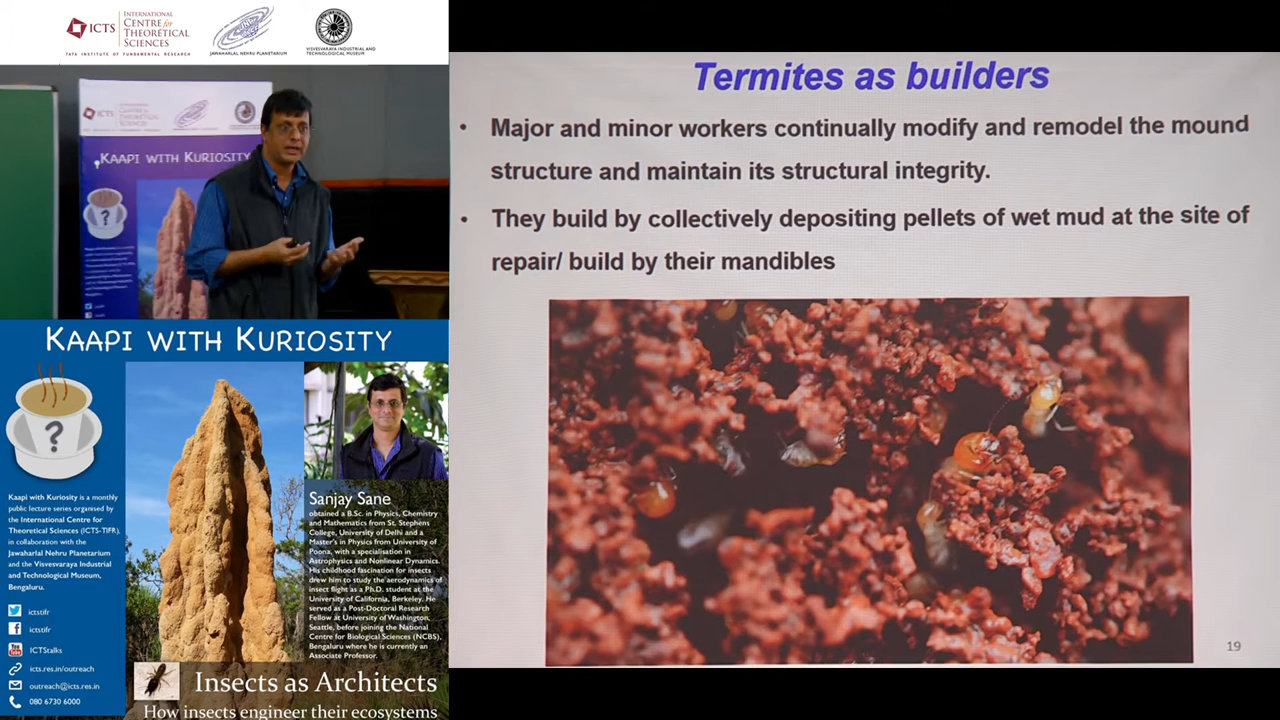 ICTS
INTERNATIONAL
CENTRE for
THEORETICAL
SCIENCES
TATA INSTITUTE OF FUNDAMENTAL RESEARCH
JAWAHARLAL NEHRU PLANETARIUM
VISVESVARAYA INDUSTRIAL AND
TECHNOLOGICAL MUSEUM
ICTS
KAAPI WITH KURIOSITY
?
KAAPI WITH KURIOSITY
?
Kaapi with Kuriosity is a monthly
public lecture series organised by
the International Centre for
Theoretical Sciences (ICTS-TIFR),
in collaboration with the
Jawaharlal Nehru Planetarium
and the Visvesvaraya Industrial
and Technological Museum,
Bengaluru.
ictstifr
ictstifr
You Tube
ICTStalks
icts.res.in/outreach
outreach@icts.res.in
080 6730 6000
Sanjay Sane
obtained a B.Sc. in Physics, Chemistry
and Mathematics from St. Stephens
College, University of Delhi and a
Master's in Physics from University of
Poona, with a specialisation in
Astrophysics and Nonlinear Dynamics.
His childhood fascination for insects
drew him to study the aerodynamics of
insect flight as a Ph.D. student at the
University of California, Berkeley. He
served as a Post-Doctoral Research
Fellow at University of Washington,
Seattle, before joining the National
Centre for Biological Sciences (NCBS),
Bengaluru where he is currently an
Associate Professor.
Insects as Architects
How insects engineer their ecosystems
Termites as builders
• Major and minor workers continually modify and remodel the mound
structure and maintain its structural integrity.
• They build by collectively depositing pellets of wet mud at the site of
repair/ build by their mandibles
19